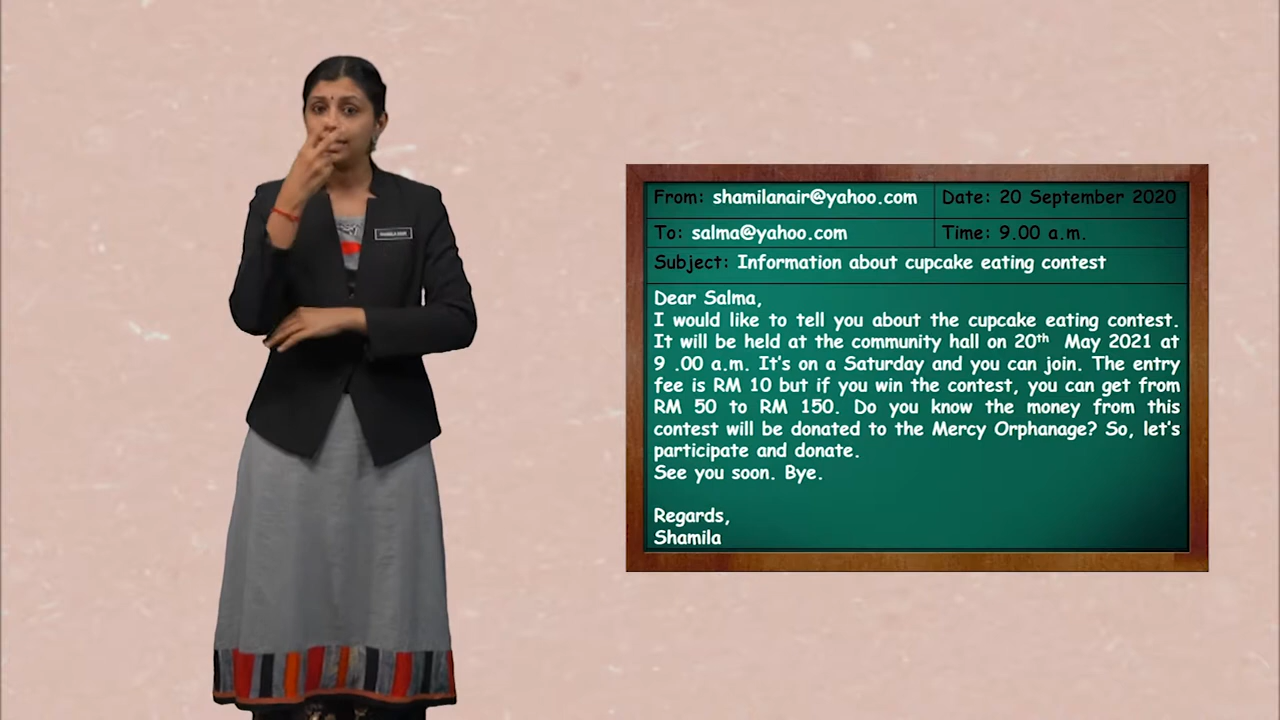 From: shamilanair@yahoo.com
Date: 20 September 2020
To: salma@yahoo.com
Time: 9.00 a.m.
Subject: Information about cupcake eating contest
Dear Salma,
I would like to tell you about the cupcake eating contest.
It will be held at the community hall on 20th May 2021 at
9 .00 a.m. It's on a Saturday and you can join. The entry
fee is RM 10 but if you win the contest, you can get from
RM 50 to RM 150. Do you know the money from this
contest will be donated to the Mercy Orphanage? So, let's
participate and donate.
See you soon. Bye.
Regards,
Shamila